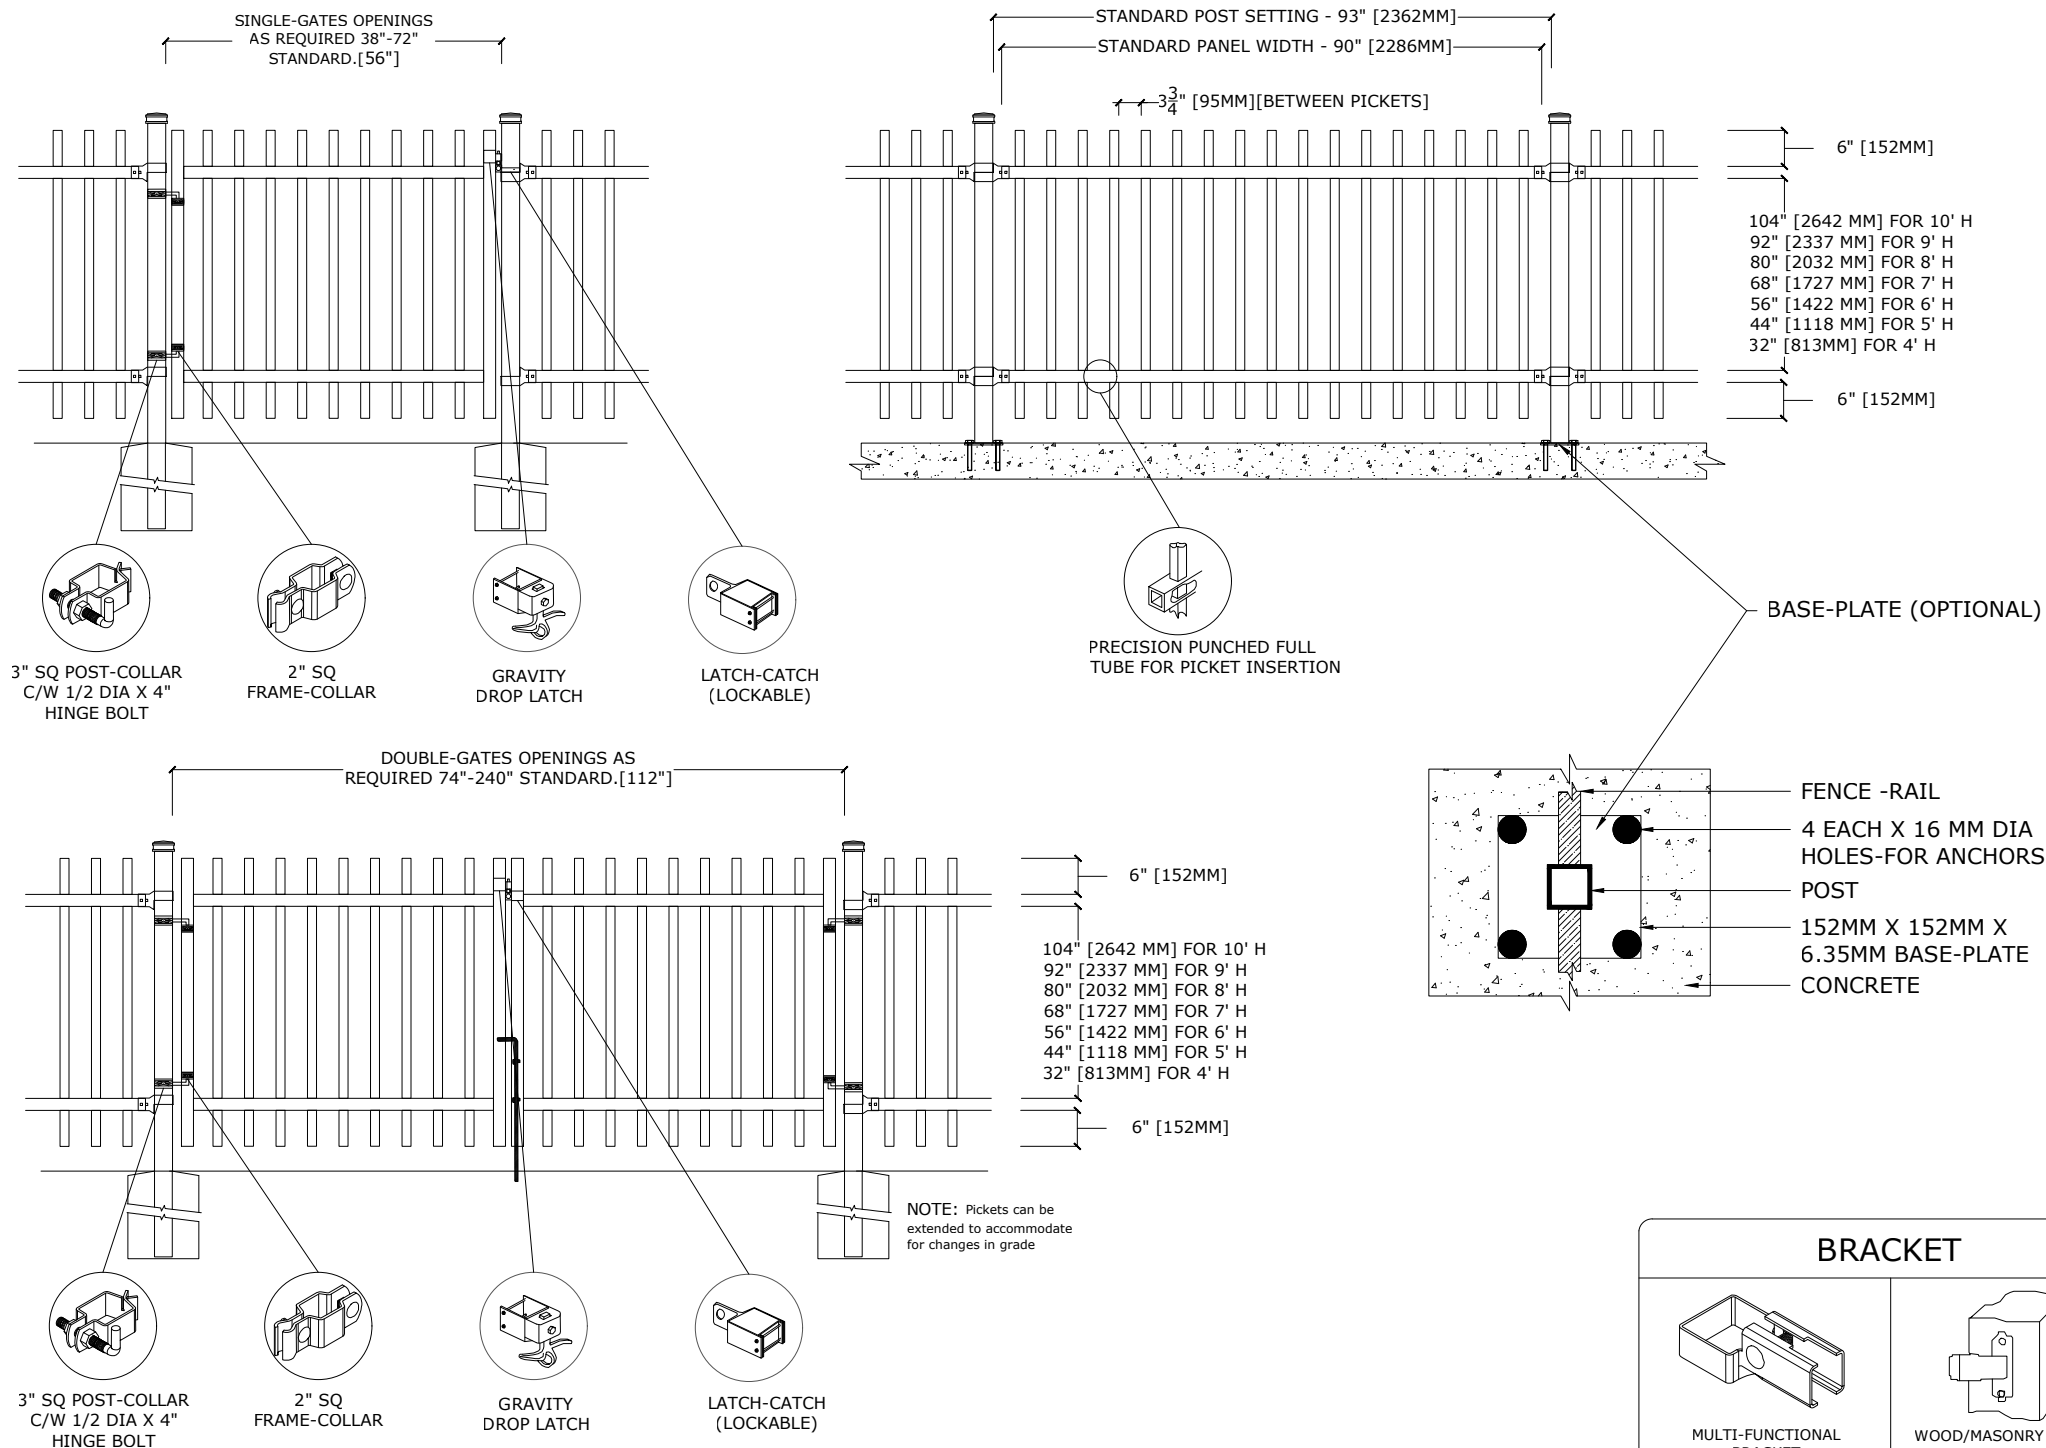 SINGLE-GATES OPENINGS
AS REQUIRED 38"-72"
STANDARD.[56"]
STANDARD POST SETTING - 93" [2362MM]
STANDARD PANEL WIDTH - 90" [2286MM]
3 3/4" [95MM][BETWEEN PICKETS]
6" [152MM]
104" [2642 MM] FOR 10' H
92" [2337 MM] FOR 9' H
80" [2032 MM] FOR 8' H
68" [1727 MM] FOR 7' H
56" [1422 MM] FOR 6' H
44" [1118 MM] FOR 5' H
32" [813MM] FOR 4' H
6" [152MM]
3" SQ POST-COLLAR
C/W 1/2 DIA X 4"
HINGE BOLT
2" SQ
FRAME-COLLAR
GRAVITY
DROP LATCH
LATCH-CATCH
(LOCKABLE)
PRECISION PUNCHED FULL
TUBE FOR PICKET INSERTION
BASE-PLATE (OPTIONAL)
FENCE -RAIL
4 EACH X 16 MM DIA
HOLES-FOR ANCHORS
POST
152MM X 152MM X
6.35MM BASE-PLATE
CONCRETE
DOUBLE-GATES OPENINGS AS
REQUIRED 74"-240" STANDARD.[112"]
6" [152MM]
104" [2642 MM] FOR 10' H
92" [2337 MM] FOR 9' H
80" [2032 MM] FOR 8' H
68" [1727 MM] FOR 7' H
56" [1422 MM] FOR 6' H
44" [1118 MM] FOR 5' H
32" [813MM] FOR 4' H
6" [152MM]
NOTE: Pickets can be
extended to accommodate
for changes in grade
3" SQ POST-COLLAR
C/W 1/2 DIA X 4"
HINGE BOLT
2" SQ
FRAME-COLLAR
GRAVITY
DROP LATCH
LATCH-CATCH
(LOCKABLE)
BRACKET
MULTI-FUNCTIONAL
WOOD/MASONRY